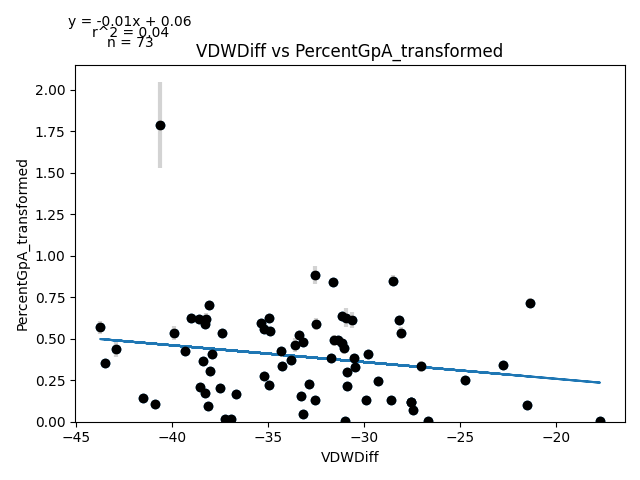 y = -0.01x + 0.06
r^2 = 0.04
n = 73
VDWDiff vs PercentGpA_transformed
PercentGpA_transformed
2.00
1.75
1.50
1.25
1.00
0.75
0.50
0.25
0.00
−45
−40
−35
−30
−25
−20
VDWDiff